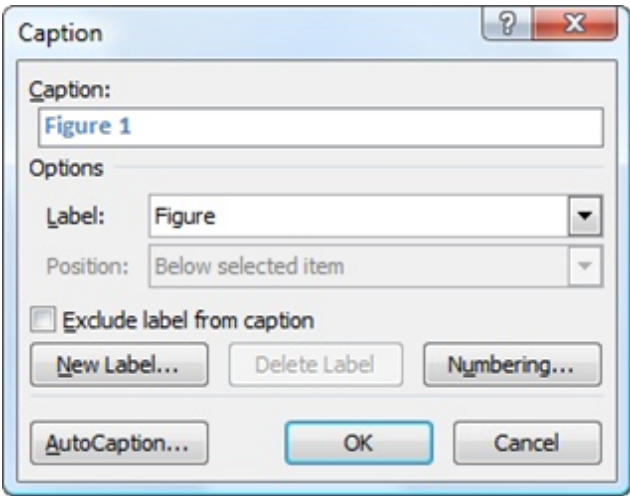 Caption
Caption:
Figure 1
Options
Label: Figure
Position: Below selected item
Exclude label from caption
New Label... Delete Label Numbering...
AutoCaption... OK Cancel